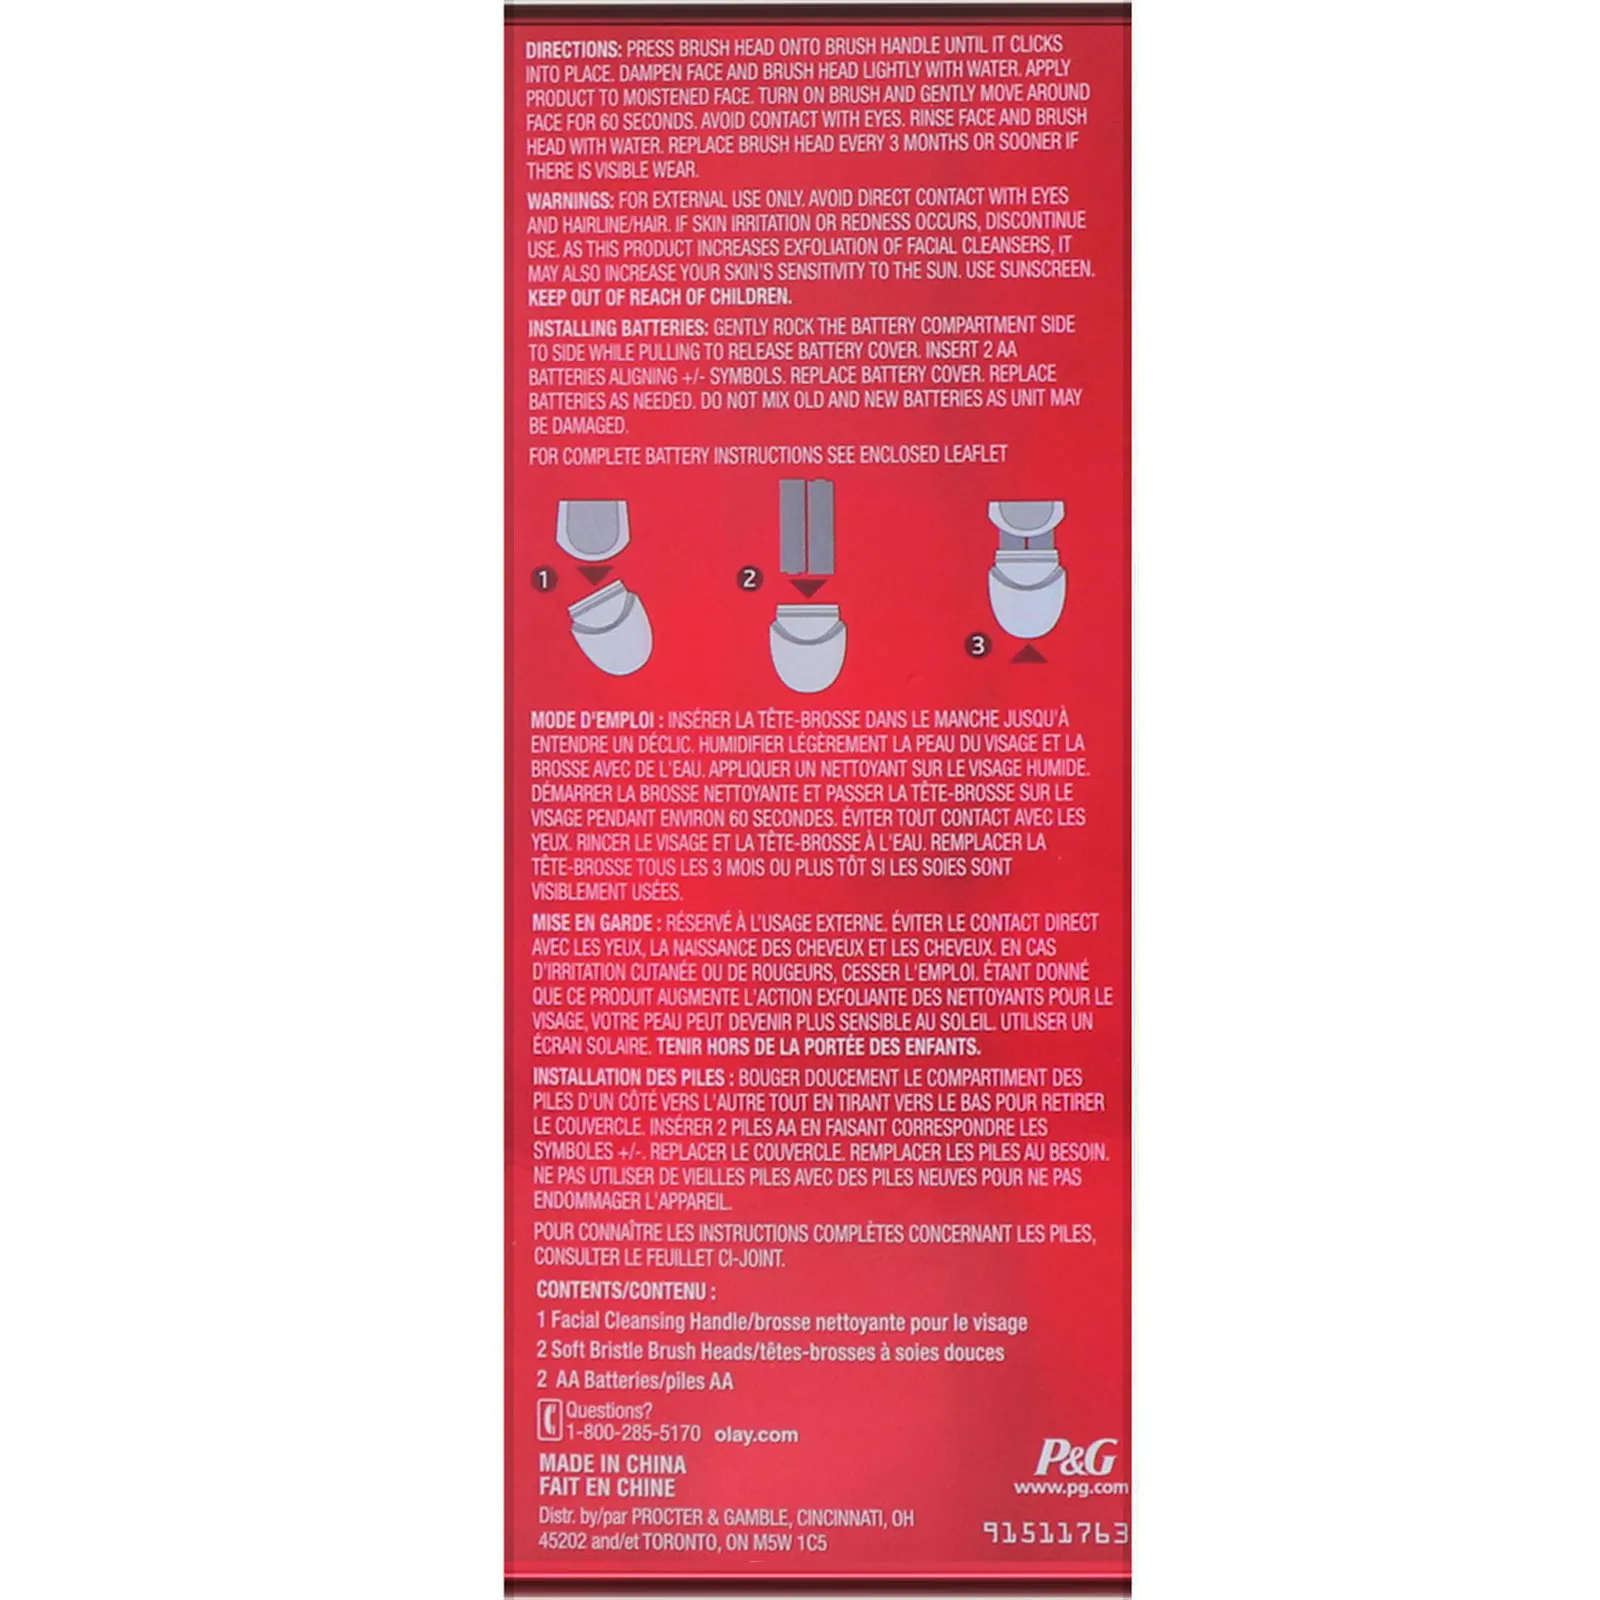 DIRECTIONS: PRESS BRUSH HEAD ONTO BRUSH HANDLE UNTIL IT CLICKS
INTO PLACE. DAMPEN FACE AND BRUSH HEAD LIGHTLY WITH WATER. APPLY
PRODUCT TO MOISTENED FACE. TURN ON BRUSH AND GENTLY MOVE AROUND
FACE FOR 60 SECONDS. AVOID CONTACT WITH EYES. RINSE FACE AND BRUSH
HEAD WITH WATER. REPLACE BRUSH HEAD EVERY 3 MONTHS OR SOONER IF
THERE IS VISIBLE WEAR.
WARNINGS: FOR EXTERNAL USE ONLY. AVOID DIRECT CONTACT WITH EYES
AND HAIRLINE/HAIR. IF SKIN IRRITATION OR REDNESS OCCURS, DISCONTINUE
USE. AS THIS PRODUCT INCREASES EXFOLIATION OF FACIAL CLEANSERS, IT
MAY ALSO INCREASE YOUR SKIN'S SENSITIVITY TO THE SUN. USE SUNSCREEN.
KEEP OUT OF REACH OF CHILDREN.
INSTALLING BATTERIES: GENTLY ROCK THE BATTERY COMPARTMENT SIDE
TO SIDE WHILE PULLING TO RELEASE BATTERY COVER. INSERT 2 AA
BATTERIES ALIGNING +/- SYMBOLS. REPLACE BATTERY COVER. REPLACE
BATTERIES AS NEEDED. DO NOT MIX OLD AND NEW BATTERIES AS UNIT MAY
BE DAMAGED.
FOR COMPLETE BATTERY INSTRUCTIONS SEE ENCLOSED LEAFLET
1
2
3
MODE D'EMPLOI : INSÉRER LA TÊTE-BROSSE DANS LE MANCHE JUSQU'À
ENTENDRE UN DÉCLIC. HUMIDIFIER LÉGÈREMENT LA PEAU DU VISAGE ET LA
BROSSE AVEC DE L'EAU. APPLIQUER UN NETTOYANT SUR LE VISAGE HUMIDE.
DÉMARRER LA BROSSE NETTOYANTE ET PASSER LA TÊTE-BROSSE SUR LE
VISAGE PENDANT ENVIRON 60 SECONDES. ÉVITER TOUT CONTACT AVEC LES
YEUX. RINCER LE VISAGE ET LA TÊTE-BROSSE À L'EAU. REMPLACER LA
TÊTE-BROSSE TOUS LES 3 MOIS OU PLUS TÔT SI LES SOIES SONT
VISIBLEMENT USÉES.
MISE EN GARDE : RÉSERVÉ À L'USAGE EXTERNE. ÉVITER LE CONTACT DIRECT
AVEC LES YEUX, LA NAISSANCE DES CHEVEUX ET LES CHEVEUX. EN CAS
D'IRRITATION CUTANÉE OU DE ROUGEURS, CESSER L'EMPLOI. ÉTANT DONNÉ
QUE CE PRODUIT AUGMENTE L'ACTION EXFOLIANTE DES NETTOYANTS POUR LE
VISAGE, VOTRE PEAU PEUT DEVENIR PLUS SENSIBLE AU SOLEIL. UTILISER UN
ÉCRAN SOLAIRE. TENIR HORS DE LA PORTÉE DES ENFANTS.
INSTALLATION DES PILES : BOUGER DOUCEMENT LE COMPARTIMENT DES
PILES D'UN CÔTÉ VERS L'AUTRE TOUT EN TIRANT VERS LE BAS POUR RETIRER
LE COUVERCLE. INSÉRER 2 PILES AA EN FAISANT CORRESPONDRE LES
SYMBOLES +/-. REPLACER LE COUVERCLE. REMPLACER LES PILES AU BESOIN.
NE PAS UTILISER DE VIEILLES PILES AVEC DES PILES NEUVES POUR NE PAS
ENDOMMAGER L'APPAREIL.
POUR CONNAÎTRE LES INSTRUCTIONS COMPLÈTES CONCERNANT LES PILES,
CONSULTER LE FEUILLET CI-JOINT.
CONTENTS/CONTENU :
1 Facial Cleansing Handle/brosse nettoyante pour le visage
2 Soft Bristle Brush Heads/têtes-brosses à soies douces
2 AA Batteries/piles AA
Questions?
1-800-285-5170 olay.com
MADE IN CHINA
FAIT EN CHINE
Distr. by/par PROCTER & GAMBLE, CINCINNATI, OH
45202 and/et TORONTO, ON M5W 1C5
P&G
www.pg.com
91511763